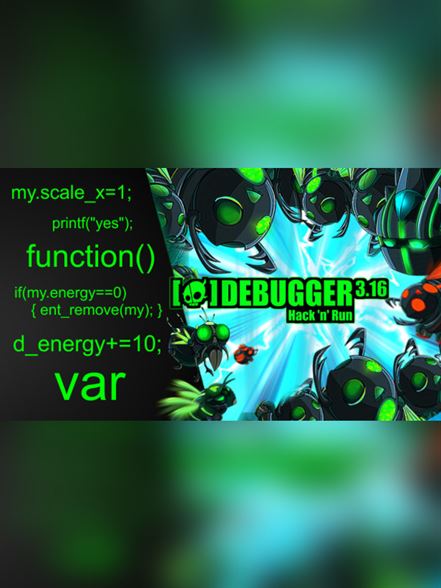 my.scale_x=1;
printf("yes");
function()
if(my.energy==0)
{ ent_remove(my); }
d_energy+=10;
var
[ ] DEBUGGER 3.16
Hack 'n' Run